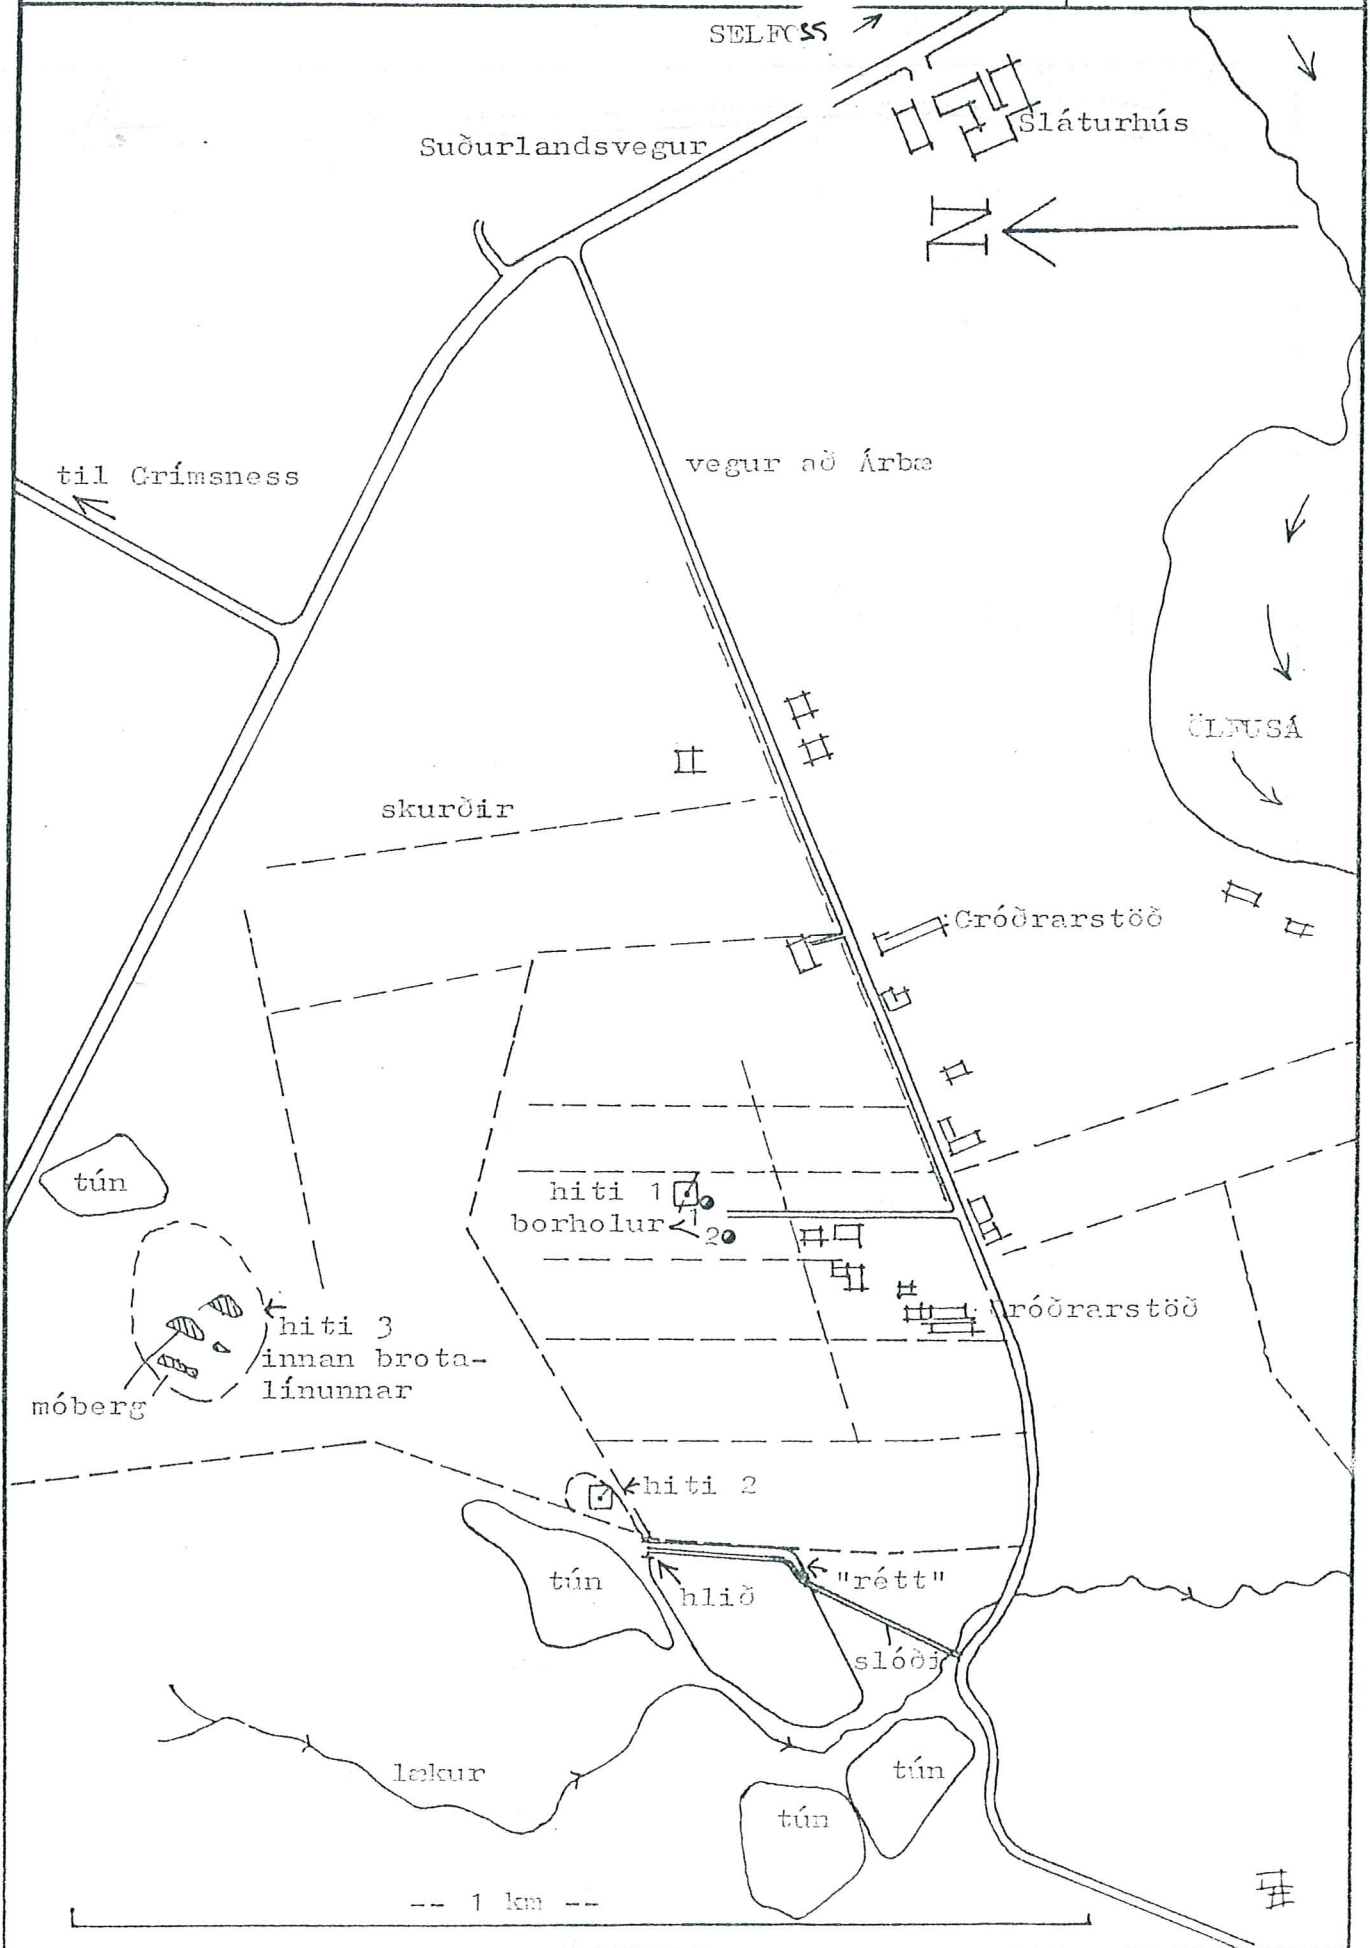 SELFOSS
Sláturhús
Suðurlandsvegur
N
til Grímsness
vegur að Árbæ
ÖLFUSÁ
skurðir
Gróðrarstöð
tún
hiti 1
borholur
1
2
hiti 3
innan brota-
línunnar
Gróðrarstöð
móberg
hiti 2
tún
hlið
"rétt"
slóði
lækur
tún
tún
-- 1 km --